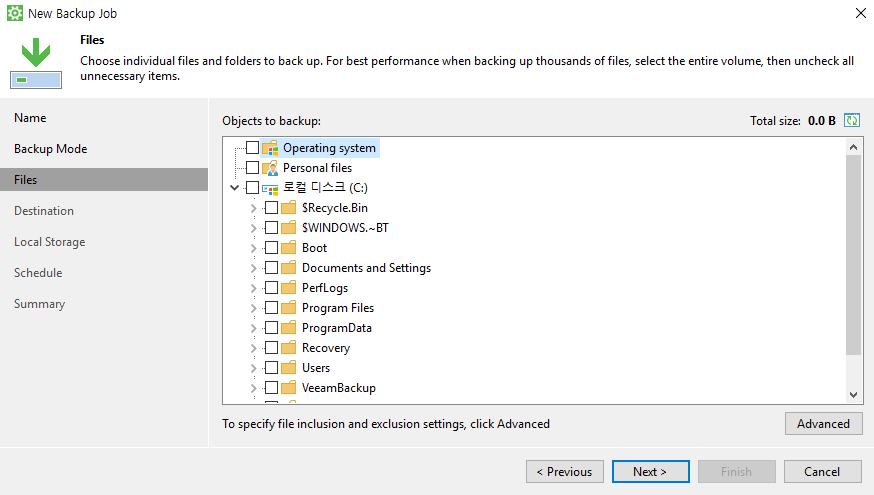 New Backup Job
Files
Choose individual files and folders to back up. For best performance when backing up thousands of files, select the entire volume, then uncheck all
unnecessary items.
Name
Backup Mode
Files
Destination
Local Storage
Schedule
Summary
Objects to backup:
Total size: 0.0 B
Operating system
Personal files
로컬 디스크 (C:)
$Recycle.Bin
$WINDOWS.~BT
Boot
Documents and Settings
PerfLogs
Program Files
ProgramData
Recovery
Users
VeeamBackup
To specify file inclusion and exclusion settings, click Advanced
Advanced
< Previous
Next >
Finish
Cancel